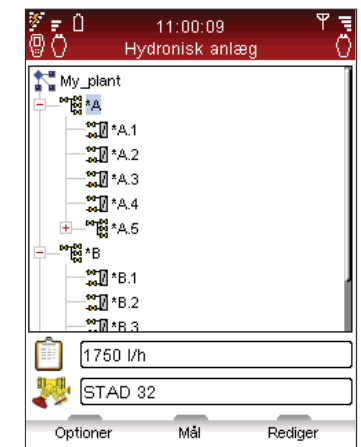 11:00:09
Hydronisk anlæg
My_plant
*A
*A.1
*A.2
*A.3
*A.4
*A.5
*B
*B.1
*B.2
*B.3
1750 l/h
STAD 32
Optioner Mål Rediger